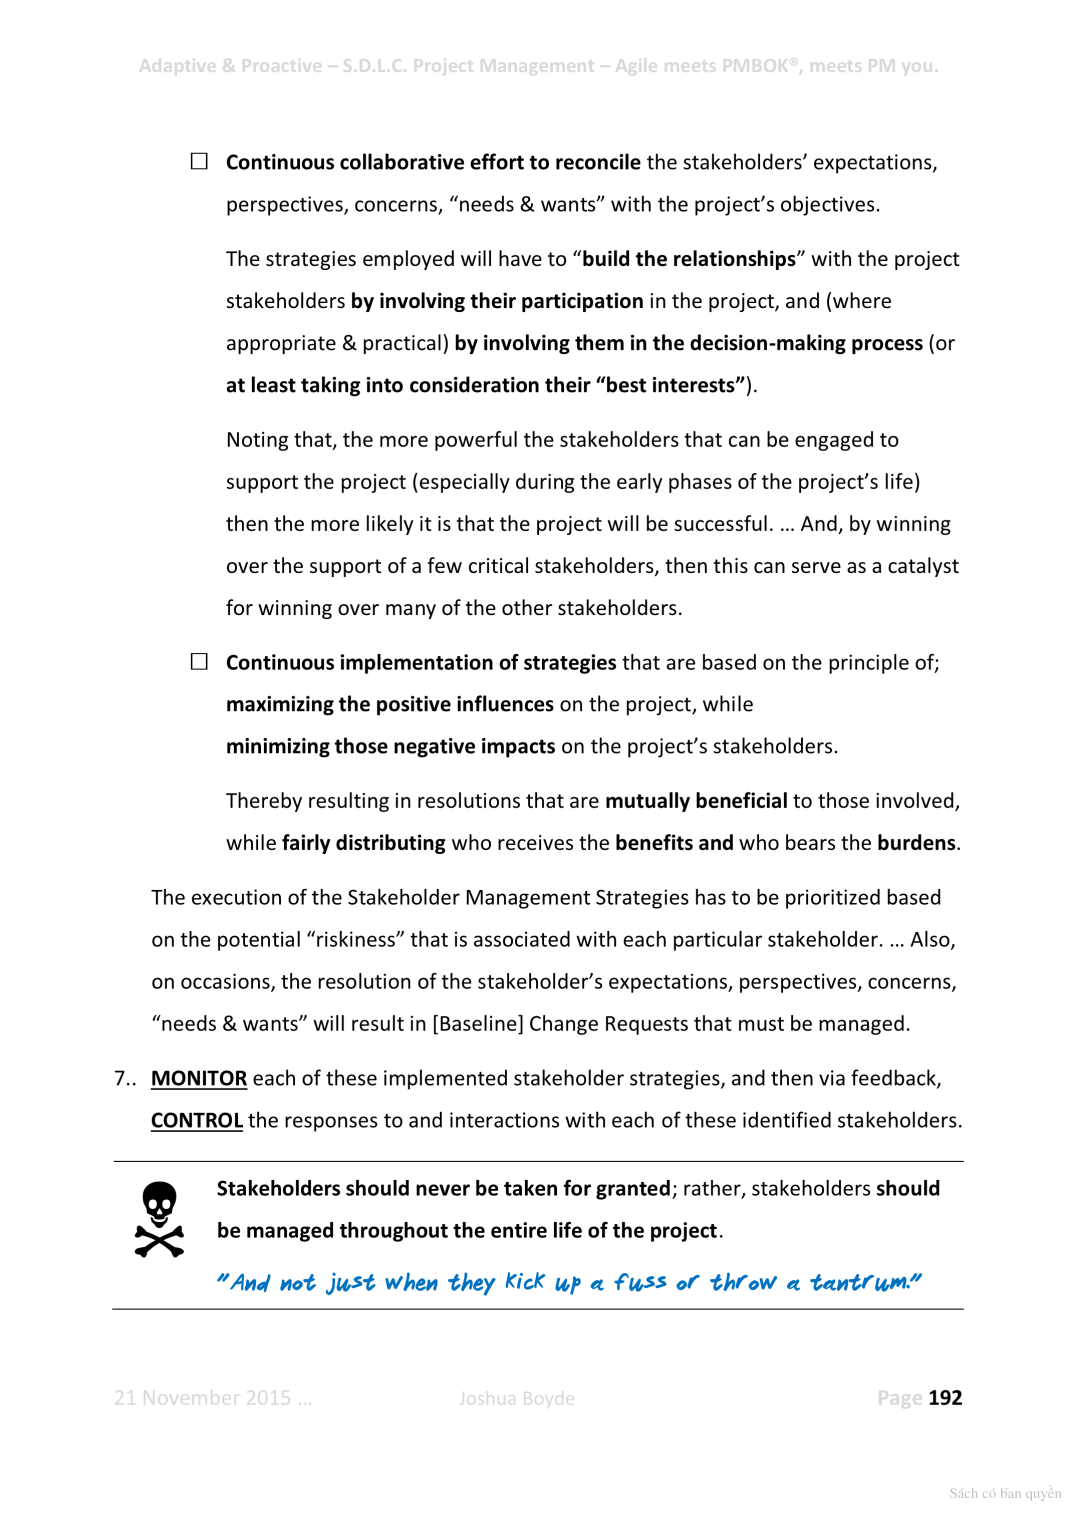 Adaptive & Proactive – S.D.L.C. Project Management – Agile meets PMBOK®, meets PM you.
☐ Continuous collaborative effort to reconcile the stakeholders’ expectations,
perspectives, concerns, “needs & wants” with the project’s objectives.
The strategies employed will have to “build the relationships” with the project
stakeholders by involving their participation in the project, and (where
appropriate & practical) by involving them in the decision-making process (or
at least taking into consideration their “best interests”).
Noting that, the more powerful the stakeholders that can be engaged to
support the project (especially during the early phases of the project’s life)
then the more likely it is that the project will be successful. … And, by winning
over the support of a few critical stakeholders, then this can serve as a catalyst
for winning over many of the other stakeholders.
☐ Continuous implementation of strategies that are based on the principle of;
maximizing the positive influences on the project, while
minimizing those negative impacts on the project’s stakeholders.
Thereby resulting in resolutions that are mutually beneficial to those involved,
while fairly distributing who receives the benefits and who bears the burdens.
The execution of the Stakeholder Management Strategies has to be prioritized based
on the potential “riskiness” that is associated with each particular stakeholder. … Also,
on occasions, the resolution of the stakeholder’s expectations, perspectives, concerns,
“needs & wants” will result in [Baseline] Change Requests that must be managed.
7.. MONITOR each of these implemented stakeholder strategies, and then via feedback,
CONTROL the responses to and interactions with each of these identified stakeholders.
Stakeholders should never be taken for granted; rather, stakeholders should
be managed throughout the entire life of the project.
"And not just when they kick up a fuss or throw a tantrum."
21 November 2015 … Joshua Boyde Page 192
Sách có bản quyền